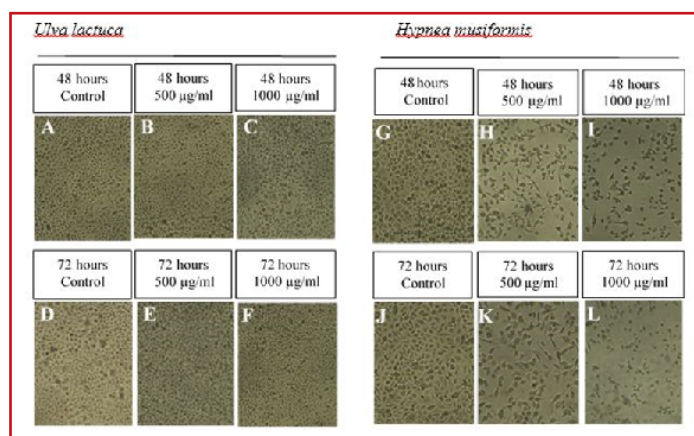 Ulva lactuca
48 hours
Control
48 hours
500 µg/ml
48 hours
1000 µg/ml
A
B
C
72 hours
Control
72 hours
500 µg/ml
72 hours
1000 µg/ml
D
E
F
Hypnea musiformis
48 hours
Control
48 hours
500 µg/ml
48 hours
1000 µg/ml
G
H
I
72 hours
Control
72 hours
500 µg/ml
72 hours
1000 µg/ml
J
K
L